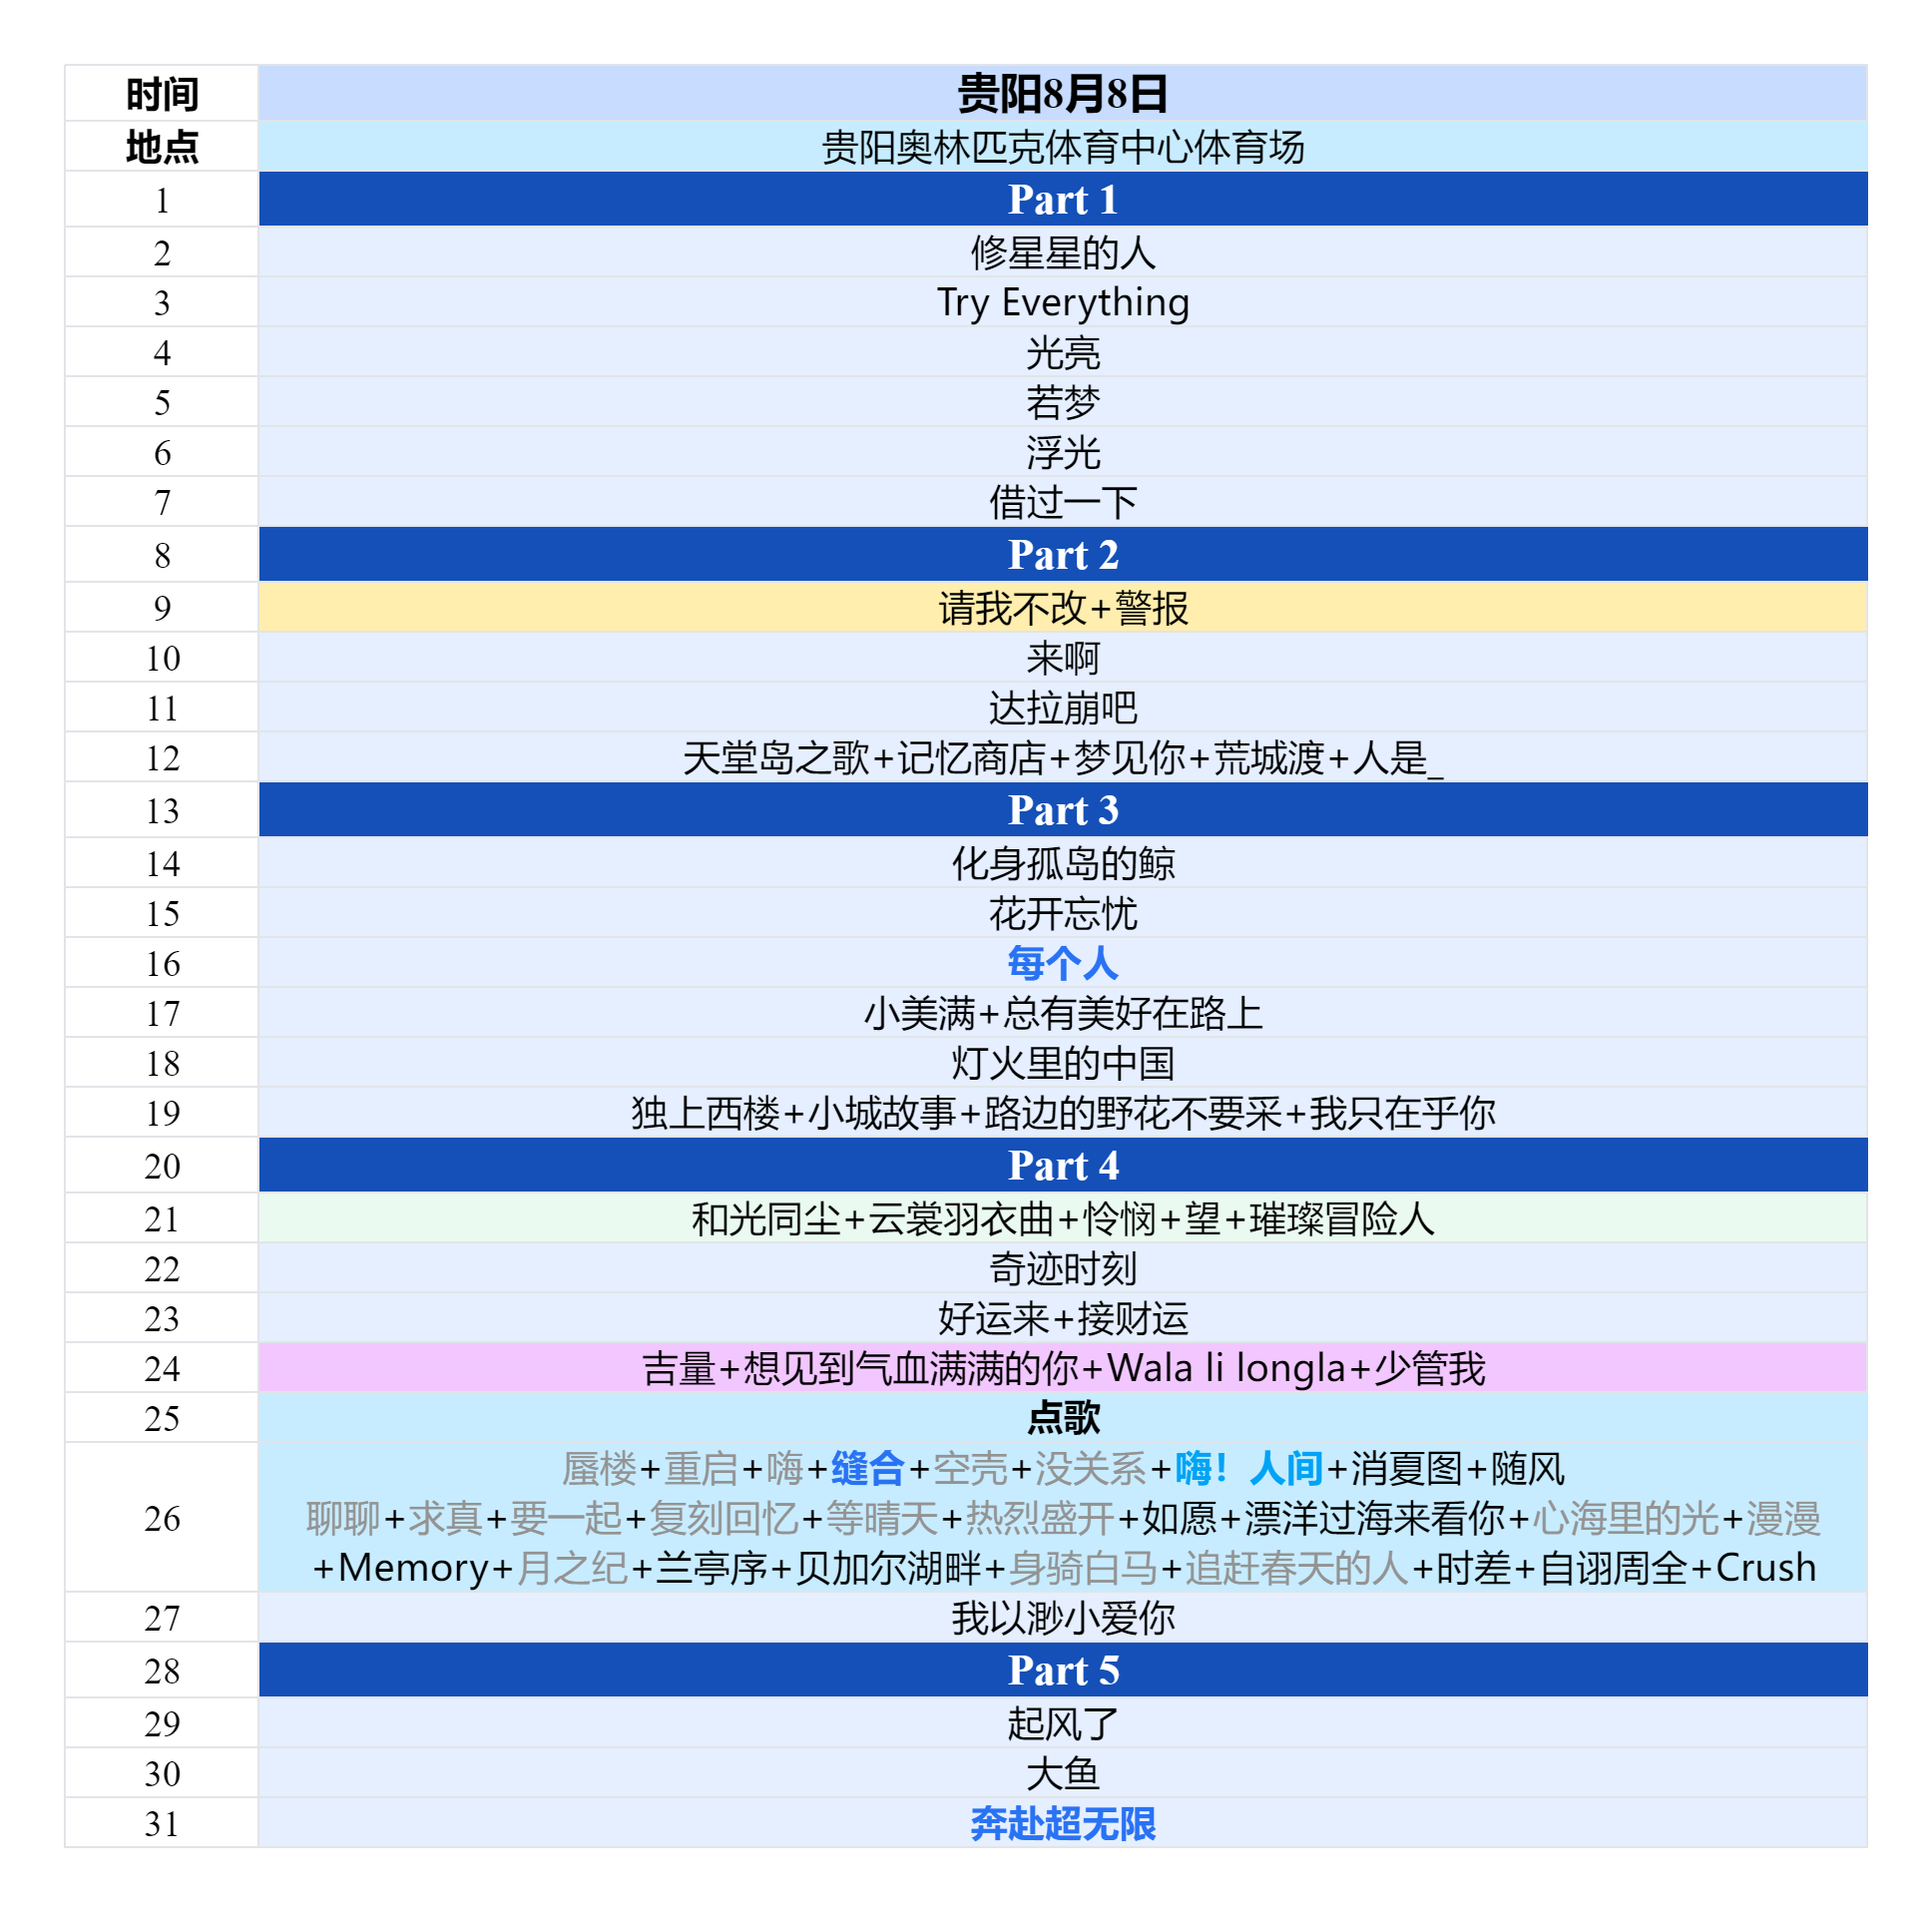 时间 贵阳8月8日
地点 贵阳奥林匹克体育中心体育场
1 Part 1
2 修星星的人
3 Try Everything
4 光亮
5 若梦
6 浮光
7 借过一下
8 Part 2
9 请我不改+警报
10 来啊
11 达拉崩吧
12 天堂岛之歌+记忆商店+梦见你+荒城渡+人是_
13 Part 3
14 化身孤岛的鲸
15 花开忘忧
16 每个人
17 小美满+总有美好在路上
18 灯火里的中国
19 独上西楼+小城故事+路边的野花不要采+我只在乎你
20 Part 4
21 和光同尘+云裳羽衣曲+怜悯+望+璀璨冒险人
22 奇迹时刻
23 好运来+接财运
24 吉量+想见到气血满满的你+Wala li longla+少管我
25 点歌
26 蜃楼+重启+嗨+缝合+空壳+没关系+嗨！人间+消夏图+随风
聊聊+求真+要一起+复刻回忆+等晴天+热烈盛开+如愿+漂洋过海来看你+心海里的光+漫漫
+Memory+月之纪+兰亭序+贝加尔湖畔+身骑白马+追赶春天的人+时差+自诩周全+Crush
27 我以渺小爱你
28 Part 5
29 起风了
30 大鱼
31 奔赴超无限